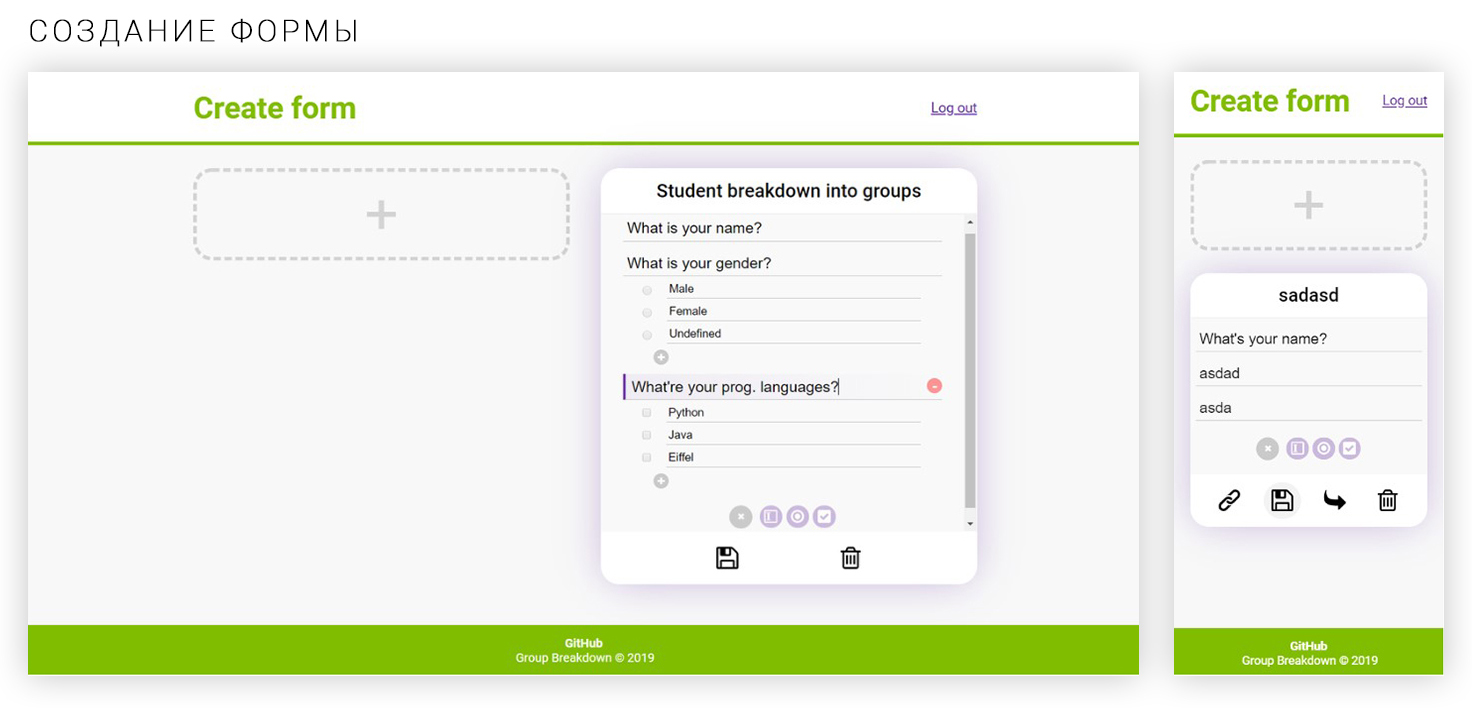 СОЗДАНИЕ ФОРМЫ
Create form
Log out
Student breakdown into groups
What is your name?
What is your gender?
Male
Female
Undefined
What're your prog. languages?
Python
Java
Eiffel
GitHub
Group Breakdown © 2019
Create form
Log out
sadasd
What's your name?
asdad
asda
GitHub
Group Breakdown © 2019